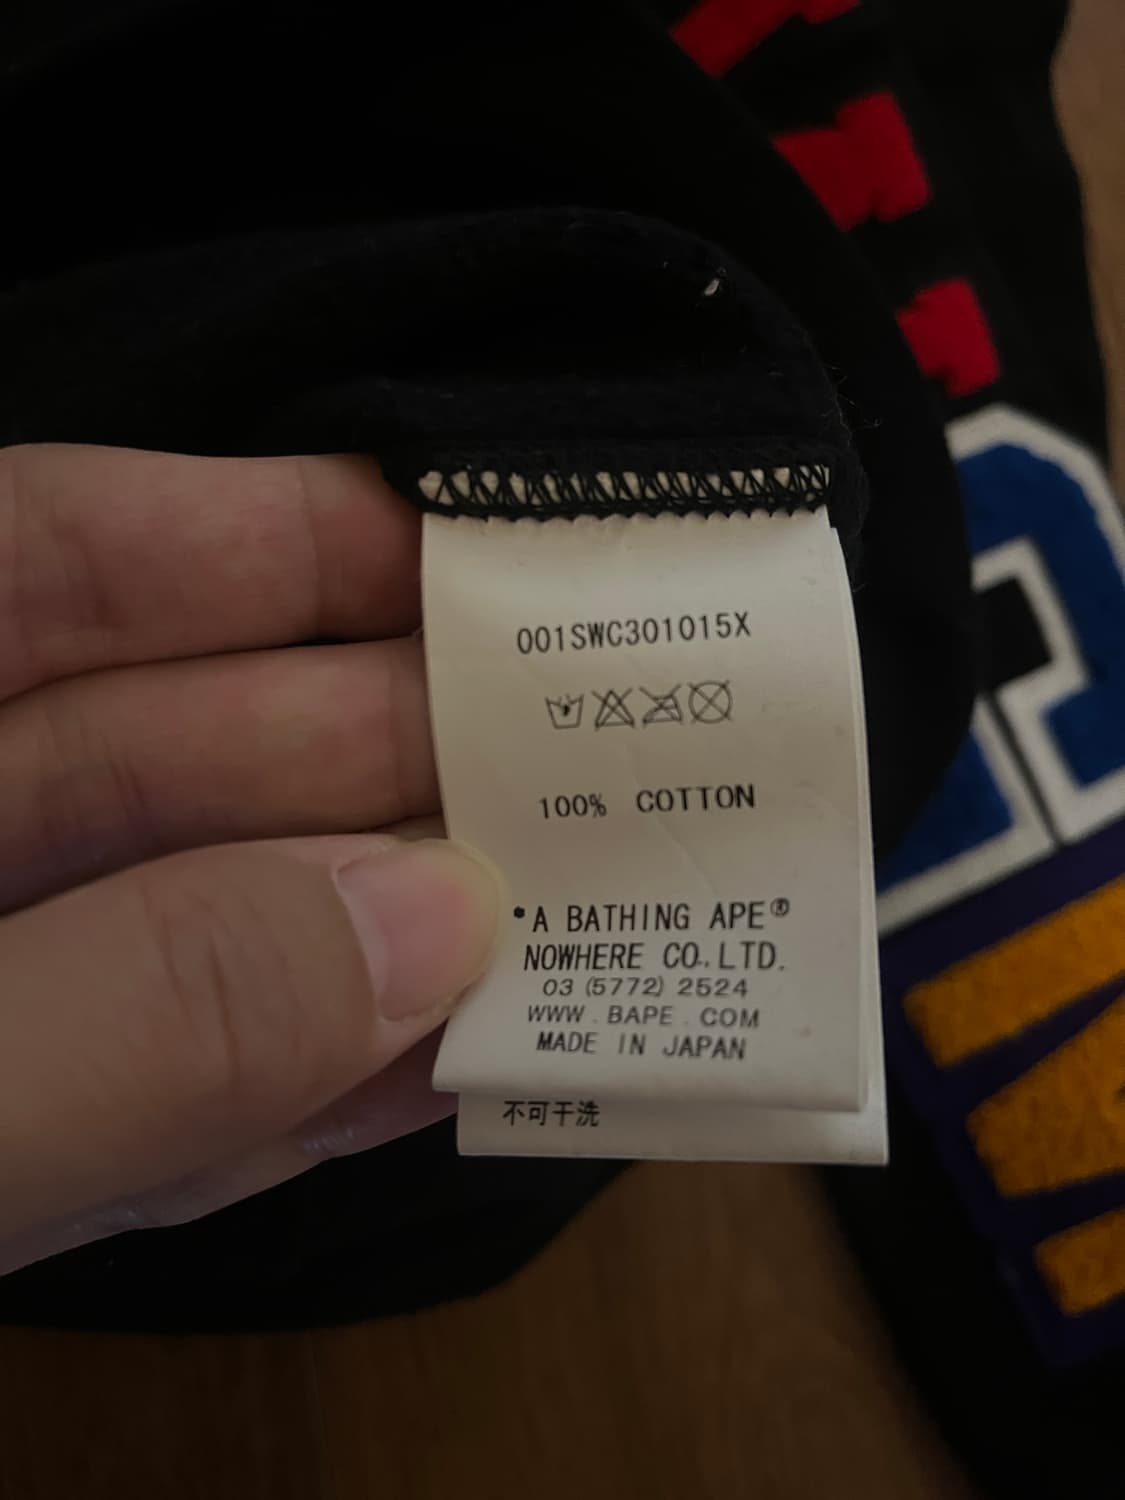 001SWC301015X
100% COTTON
*A BATHING APE®
NOWHERE CO.,LTD.
03 (5772) 2524
WWW . BAPE . COM
MADE IN JAPAN
不可干洗